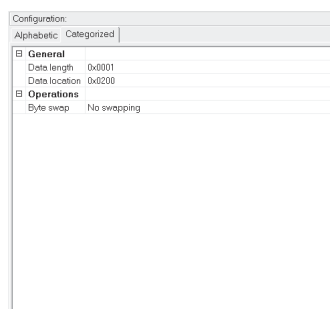 Configuration:
Alphabetic Categorized
General
Data length 0x0001
Data location 0x0200
Operations
Byte swap No swapping